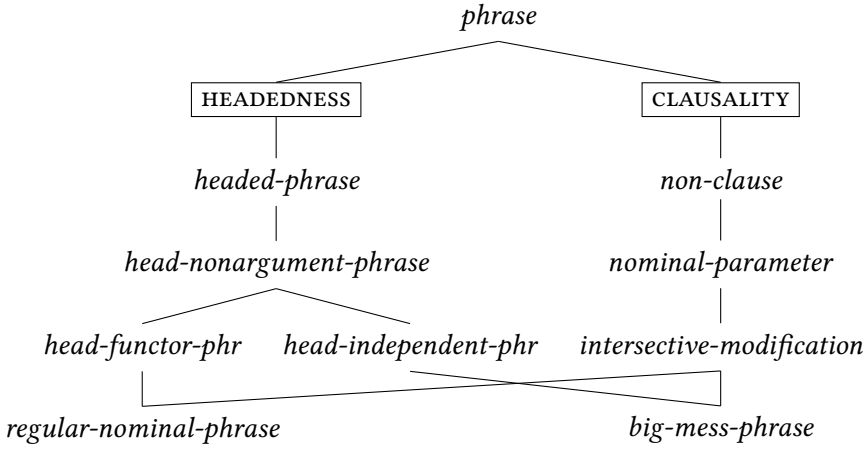 phrase
HEADEDNESS CLAUSALITY
headed-phrase non-clause
head-nonargument-phrase nominal-parameter
head-functor-phr head-independent-phr intersective-modification
regular-nominal-phrase big-mess-phrase